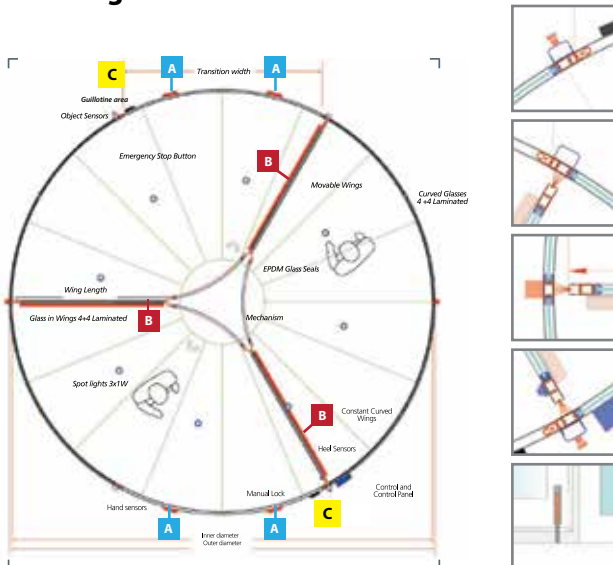 C
A
Transition width
A
Guillotine area
Object Sensors
Emergency Stop Button
B
Movable Wings
Curved Glasses
4 +4 Laminated
EPDM Glass Seals
Wing Length
Glass in Wings 4+4 Laminated
B
Mechanism
Spot lights 3x1W
B
Constant Curved
Wings
Heel Sensors
Manual Lock
Control and
Control Panel
Hand sensors
A
A
C
Inner diameter
Outer diameter